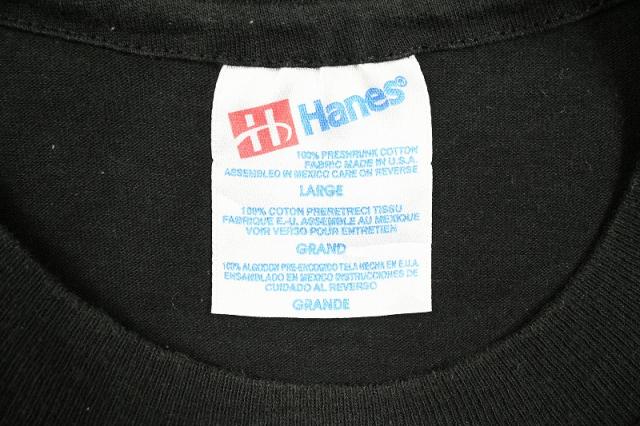 H Hanes®
100% PRESHRUNK COTTON
FABRIC MADE IN U.S.A.
ASSEMBLED IN MEXICO CARE ON REVERSE
LARGE
100% COTON PRERETRECI TISSU
FABRIQUE E.-U. ASSEMBLE AU MEXIQUE
VOIR VERSO POUR ENTRETIEN
GRAND
100% ALGODON PRE-ENCOGIDO TELA HECHA EN E.U.A.
ENSAMBLADO EN MEXICO INSTRUCCIONES DE
CUIDADO AL REVERSO
GRANDE